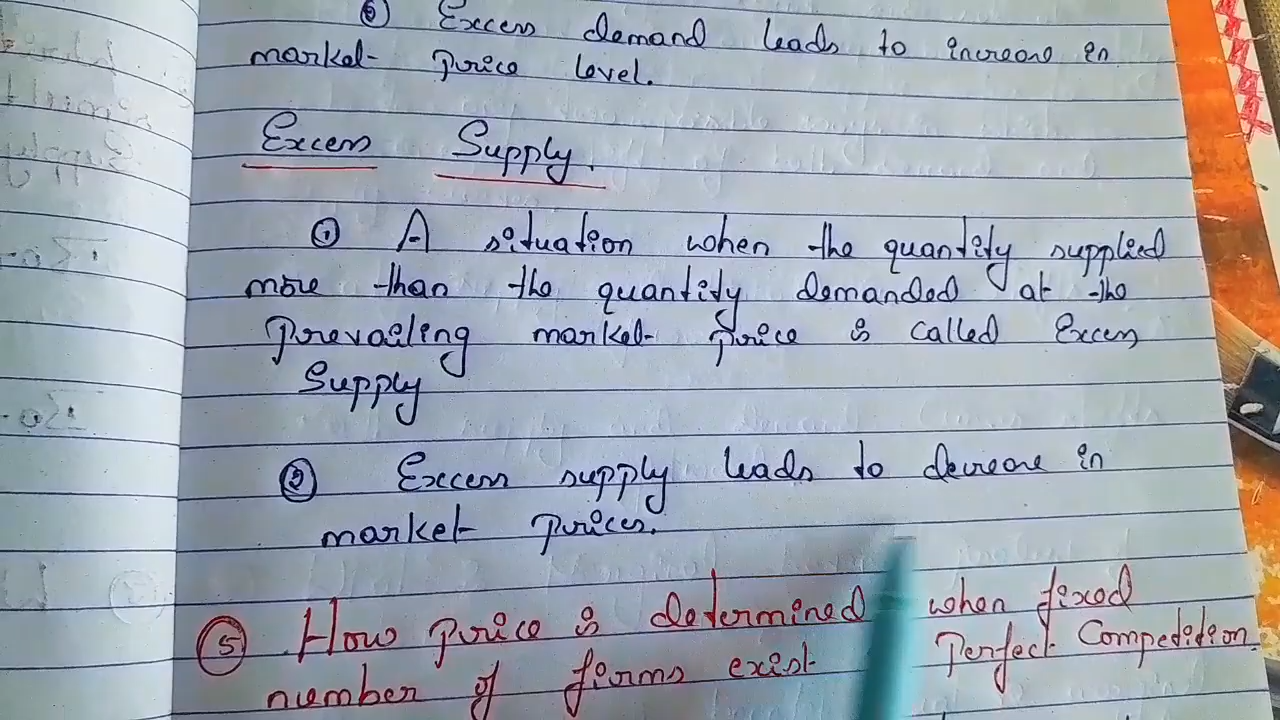 ② Excess demand leads to increase in
market price level.
Excess Supply.
① A situation when the quantity supplied
more than the quantity demanded at the
Prevailing market price is called Excess
Supply
② Excess supply leads to decrease in
market prices.
⑤ How price is determined when fixed
number of firms exist Perfect Competition.